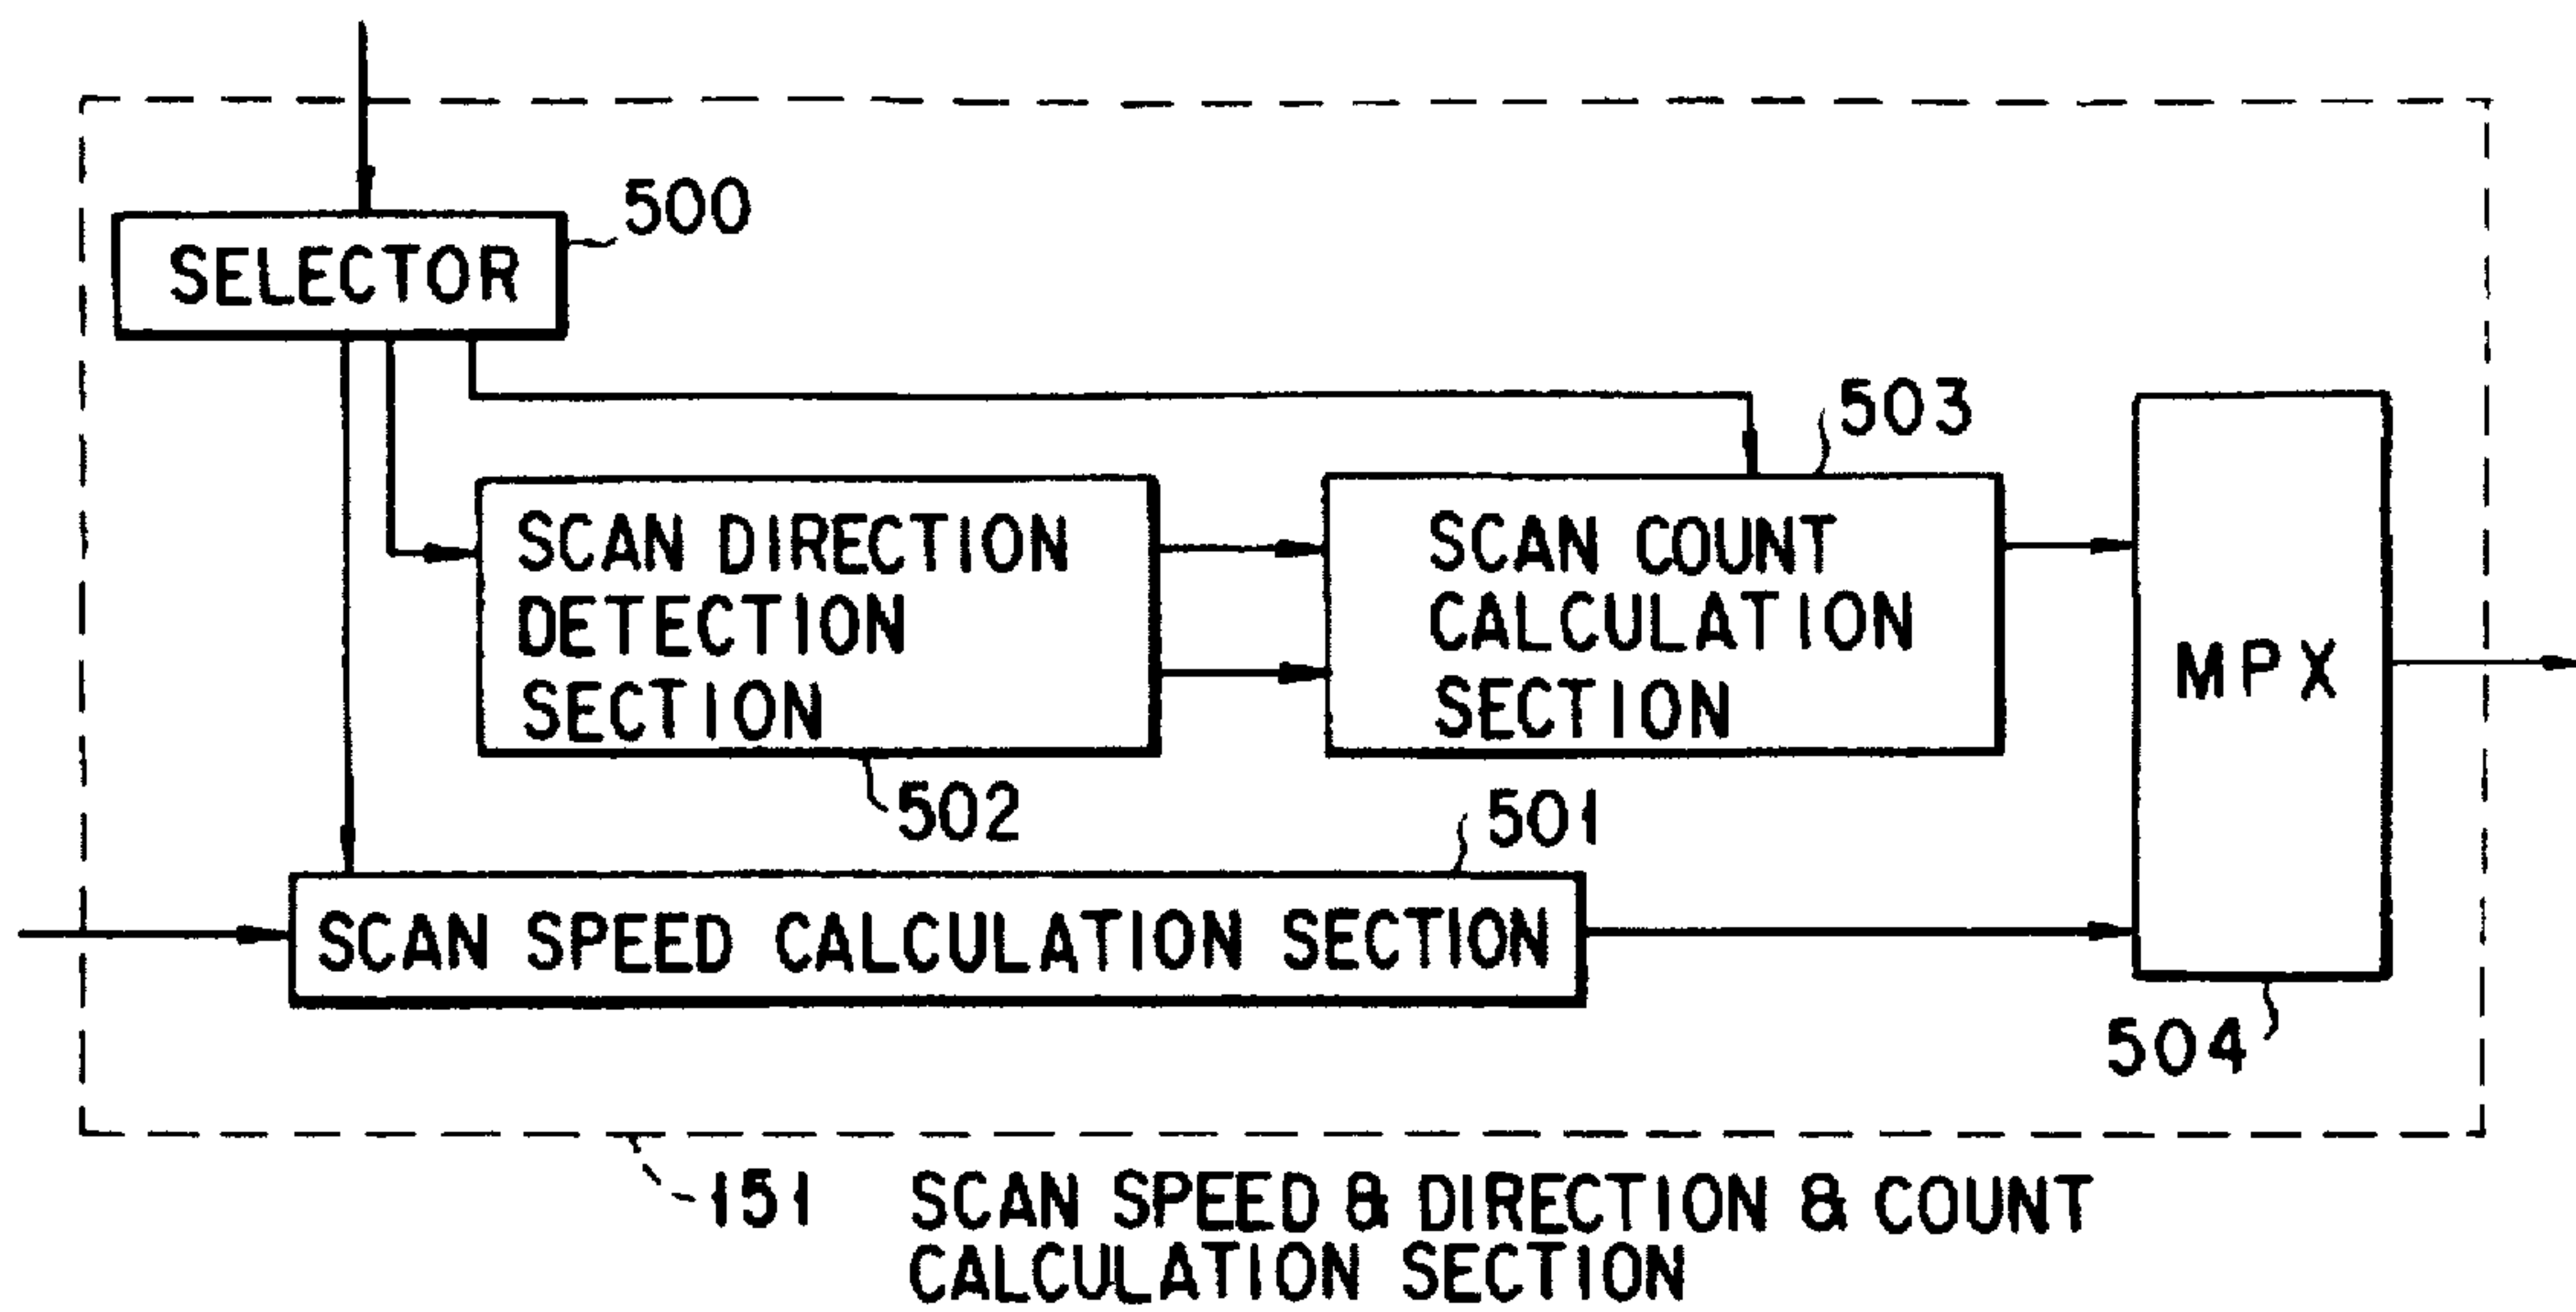 500
SELECTOR
503
SCAN DIRECTION
DETECTION
SECTION
SCAN COUNT
CALCULATION
SECTION
MPX
502
501
SCAN SPEED CALCULATION SECTION
504
151 SCAN SPEED & DIRECTION & COUNT
CALCULATION SECTION